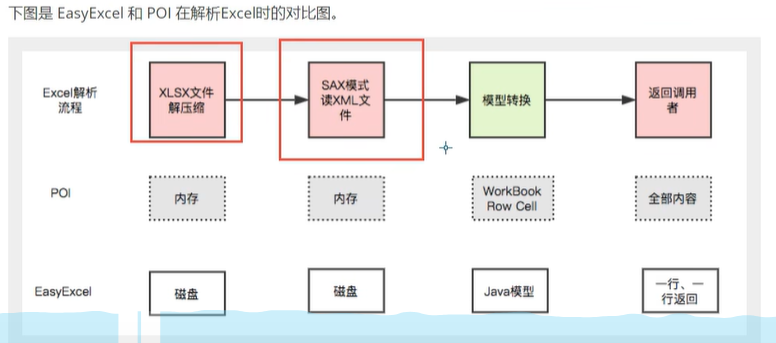 下图是 EasyExcel 和 POI 在解析Excel时的对比图。
Excel解析
流程
XLSX文件
解压缩
SAX模式
读XML文
件
模型转换
返回调用
者
POI
内存
内存
WorkBook
Row Cell
全部内容
EasyExcel
磁盘
磁盘
Java模型
一行、一
行返回